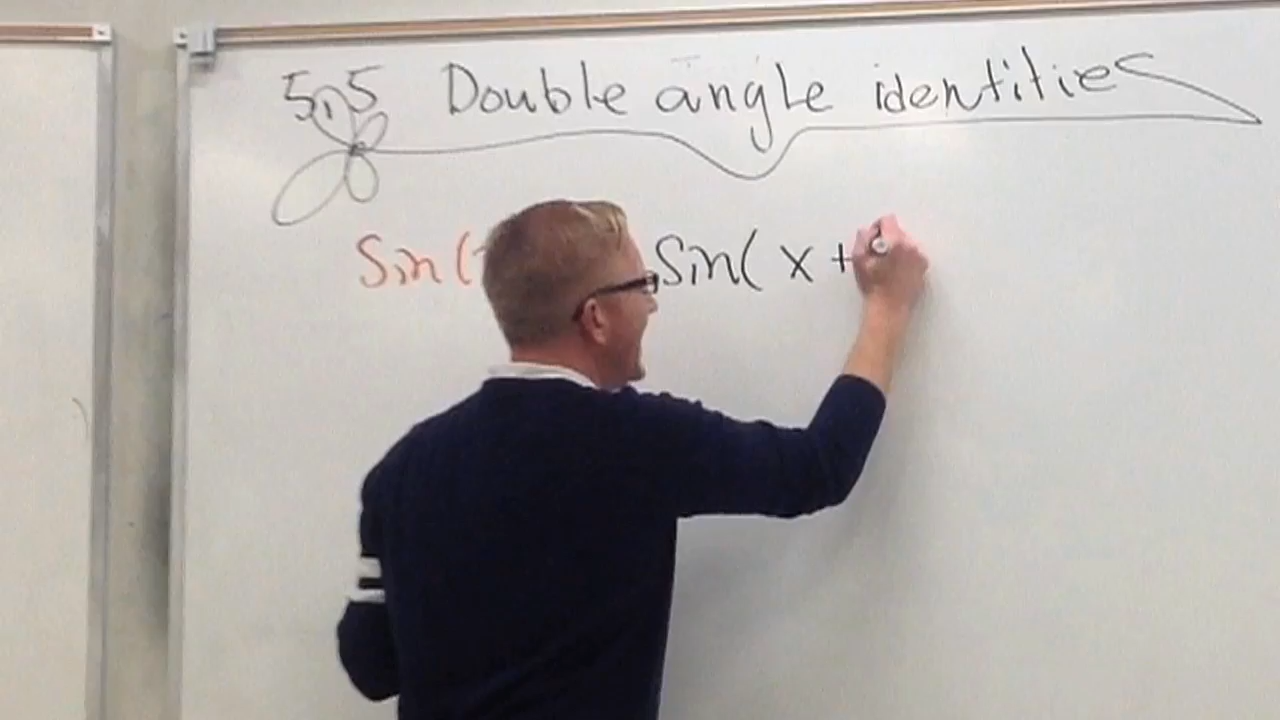 5.5 Double angle identities
Sin( Sin( x +